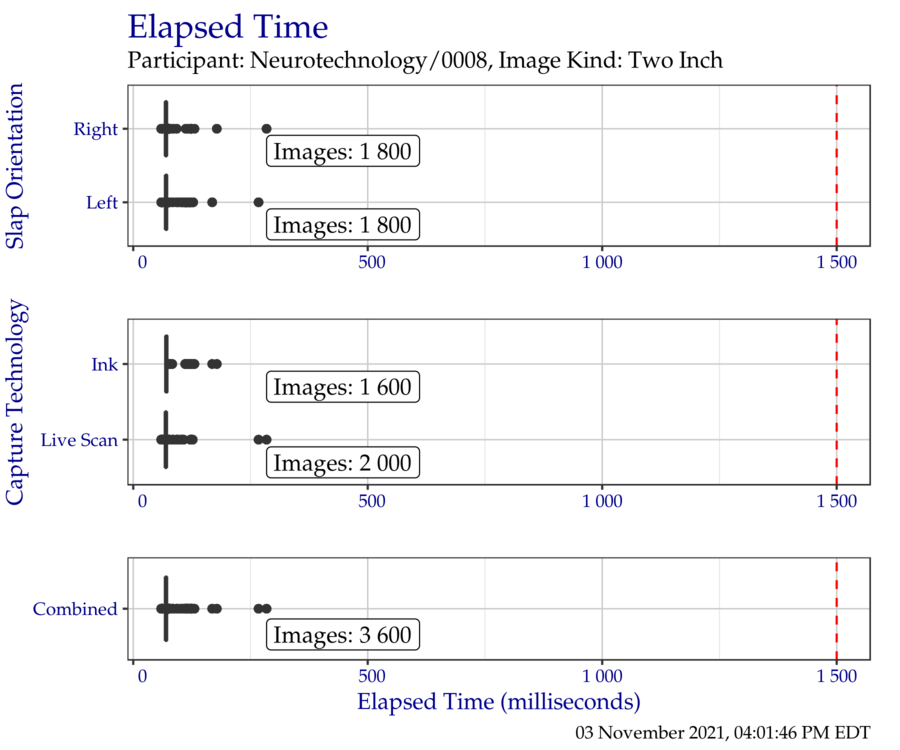 Elapsed Time
Participant: Neurotechnology/0008, Image Kind: Two Inch
Slap Orientation
Right
Images: 1 800
Left
Images: 1 800
0 500 1 000 1 500
Capture Technology
Ink
Images: 1 600
Live Scan
Images: 2 000
0 500 1 000 1 500
Combined
Images: 3 600
0 500 1 000 1 500
Elapsed Time (milliseconds)
03 November 2021, 04:01:46 PM EDT